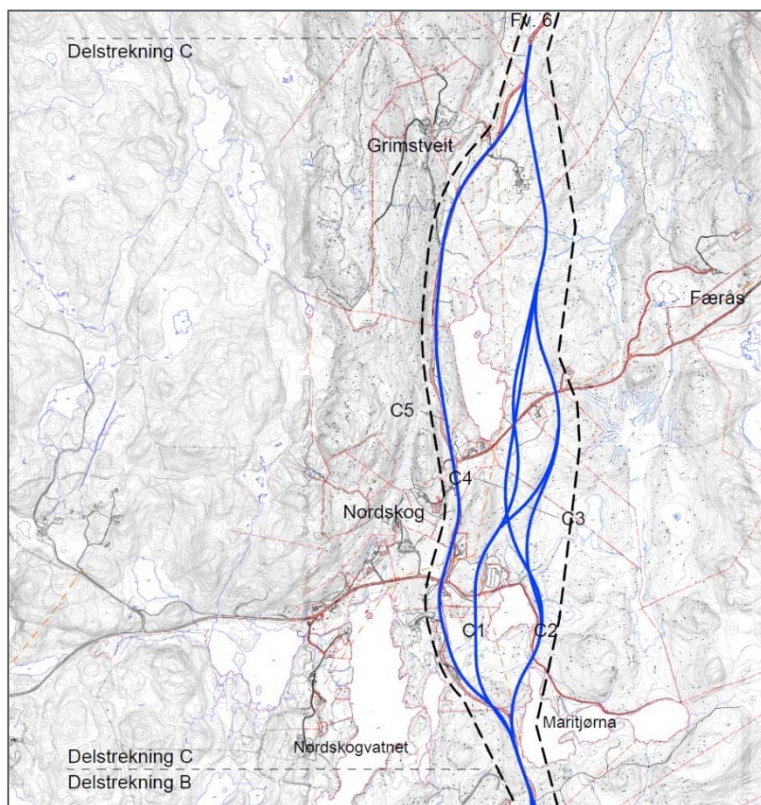 Fv. 6
Delstrekning C
Grimstveit
Færås
C5
C4
Nordskog
C3
C1
C2
Maritjørna
Nordskogvatnet
Delstrekning C
Delstrekning B